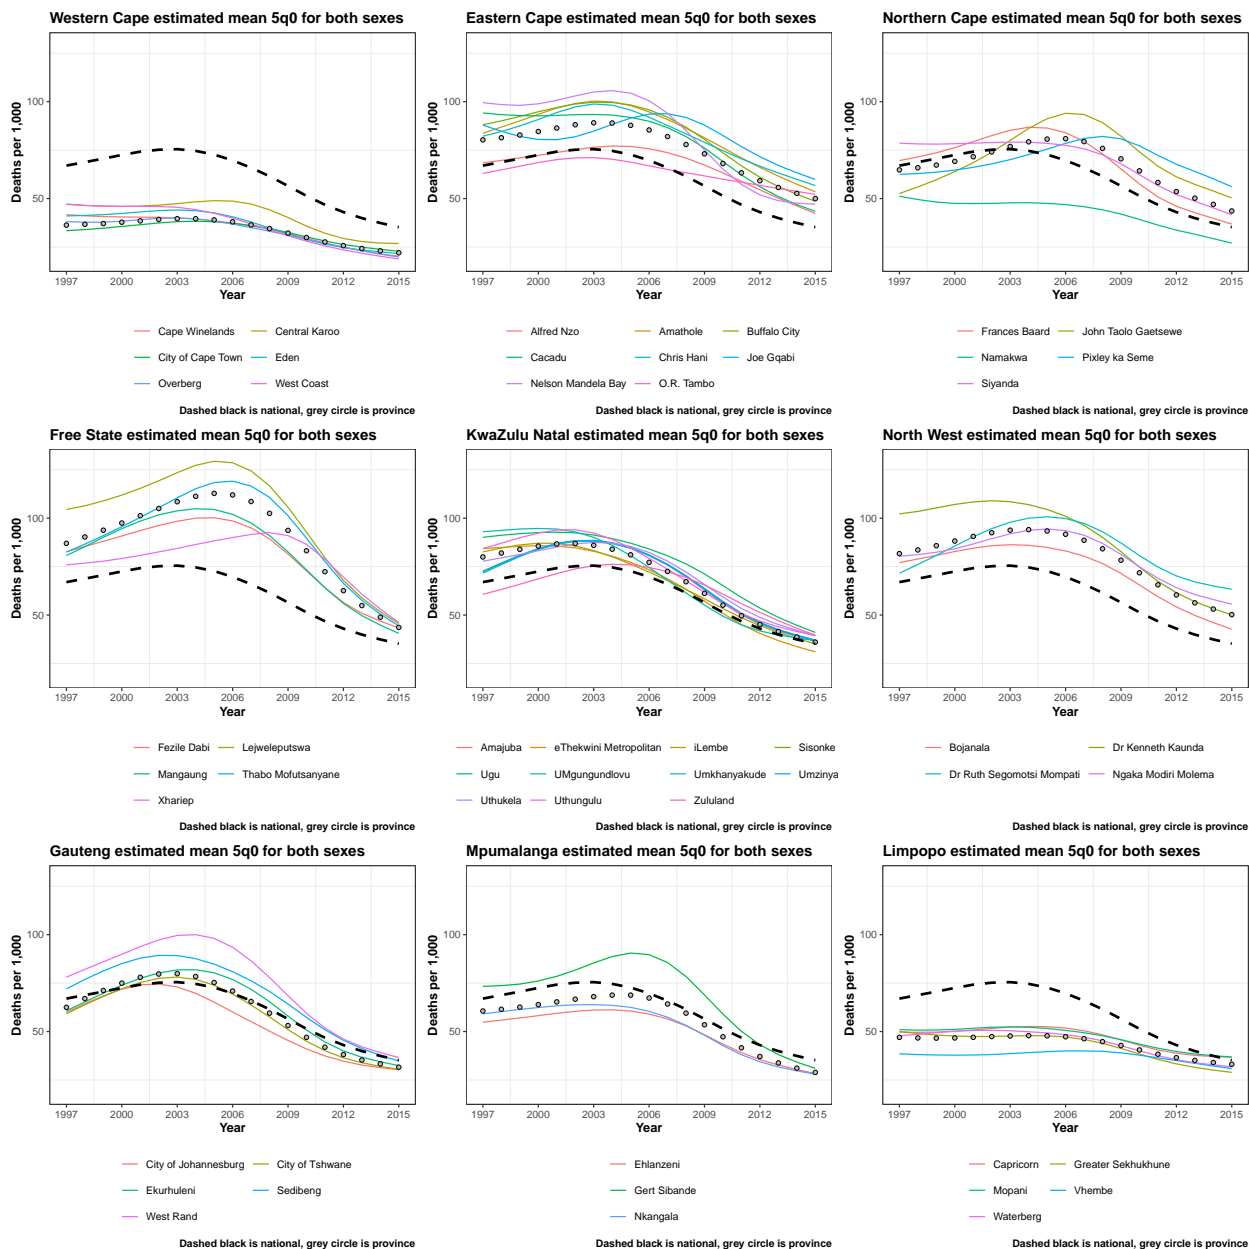 Western Cape estimated mean 5q0 for both sexes
Deaths per 1,000
100
50
1997 2000 2003 2006 2009 2012 2015
Year
Cape Winelands Central Karoo
City of Cape Town Eden
Overberg West Coast
Dashed black is national, grey circle is province
Eastern Cape estimated mean 5q0 for both sexes
Deaths per 1,000
100
50
1997 2000 2003 2006 2009 2012 2015
Year
Alfred Nzo Amathole Buffalo City
Cacadu Chris Hani Joe Gqabi
Nelson Mandela Bay O.R. Tambo
Dashed black is national, grey circle is province
Northern Cape estimated mean 5q0 for both sexes
Deaths per 1,000
100
50
1997 2000 2003 2006 2009 2012 2015
Year
Frances Baard John Taolo Gaetsewe
Namakwa Pixley ka Seme
Siyanda
Dashed black is national, grey circle is province
Free State estimated mean 5q0 for both sexes
Deaths per 1,000
100
50
1997 2000 2003 2006 2009 2012 2015
Year
Fezile Dabi Lejweleputswa
Mangaung Thabo Mofutsanyane
Xhariep
Dashed black is national, grey circle is province
KwaZulu Natal estimated mean 5q0 for both sexes
Deaths per 1,000
100
50
1997 2000 2003 2006 2009 2012 2015
Year
Amajuba eThekwini Metropolitan iLembe Sisonke
Ugu UMgungundlovu Umkhanyakude Umzinya
Uthukela Uthungulu Zululand
Dashed black is national, grey circle is province
North West estimated mean 5q0 for both sexes
Deaths per 1,000
100
50
1997 2000 2003 2006 2009 2012 2015
Year
Bojanala Dr Kenneth Kaunda
Dr Ruth Segomotsi Mompati Ngaka Modiri Molema
Dashed black is national, grey circle is province
Gauteng estimated mean 5q0 for both sexes
Deaths per 1,000
100
50
1997 2000 2003 2006 2009 2012 2015
Year
City of Johannesburg City of Tshwane
Ekurhuleni Sedibeng
West Rand
Dashed black is national, grey circle is province
Mpumalanga estimated mean 5q0 for both sexes
Deaths per 1,000
100
50
1997 2000 2003 2006 2009 2012 2015
Year
Ehlanzeni
Gert Sibande
Nkangala
Dashed black is national, grey circle is province
Limpopo estimated mean 5q0 for both sexes
Deaths per 1,000
100
50
1997 2000 2003 2006 2009 2012 2015
Year
Capricorn Greater Sekhukhune
Mopani Vhembe
Waterberg
Dashed black is national, grey circle is province